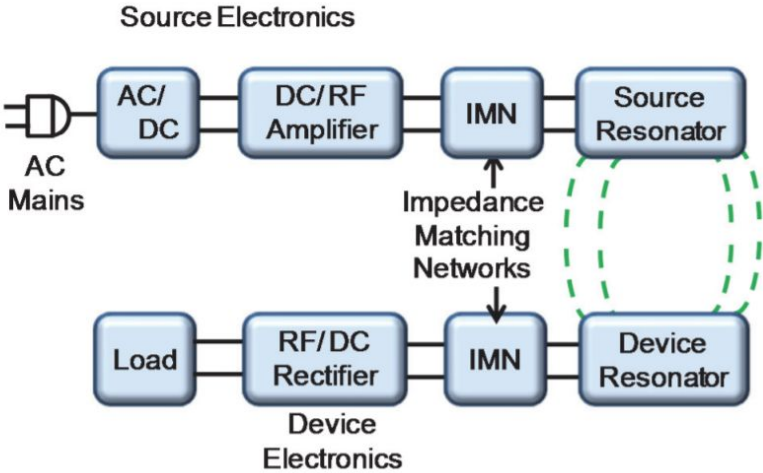 Source Electronics
AC/
DC
DC/RF
Amplifier
IMN
Source
Resonator
AC
Mains
Impedance
Matching
Networks
Load
RF/DC
Rectifier
IMN
Device
Resonator
Device
Electronics